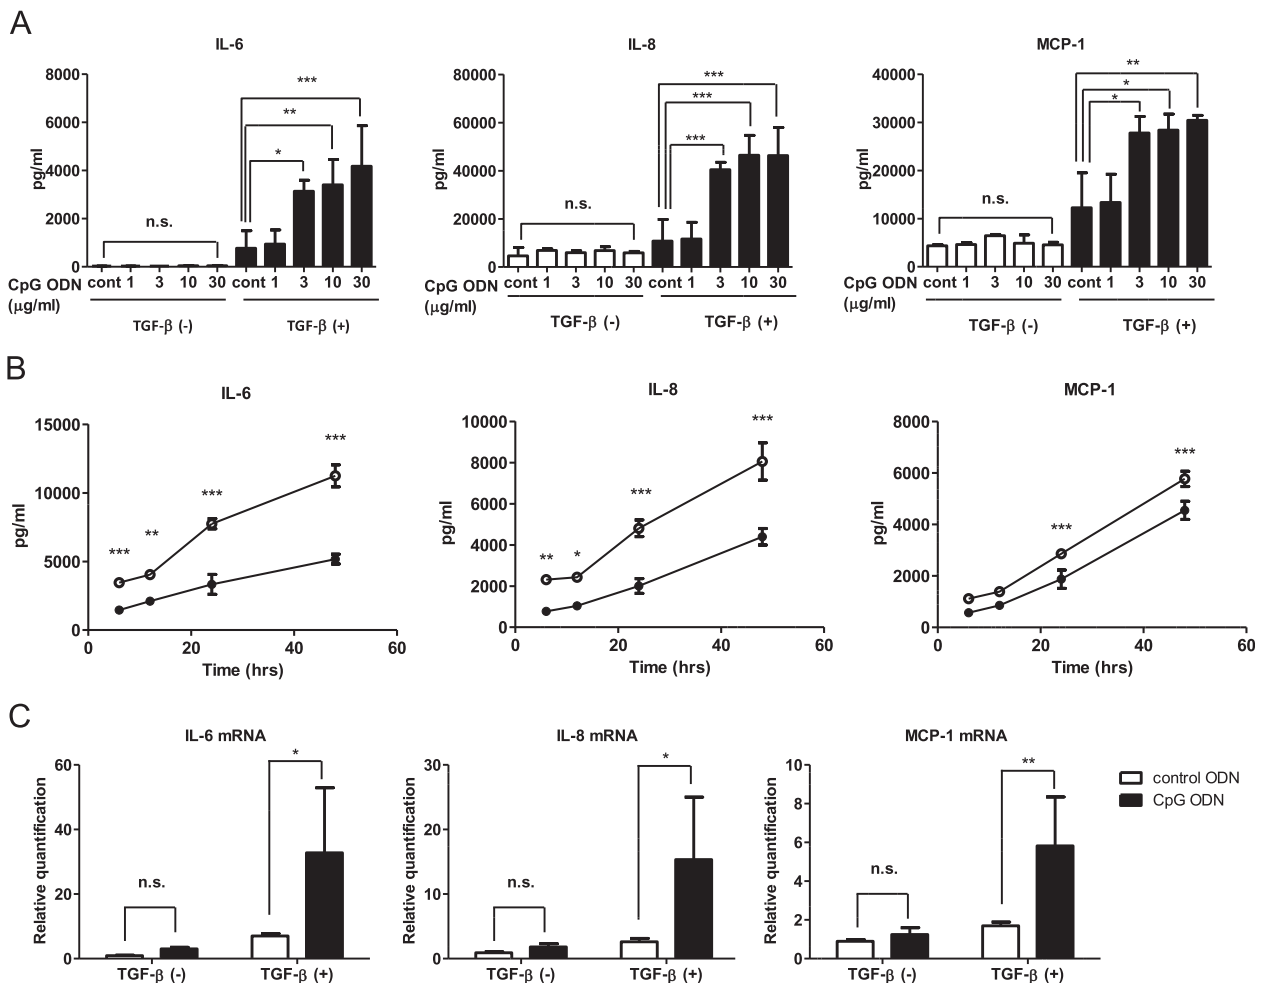 A
IL-6
IL-8
MCP-1
8000
6000
4000
2000
0
pg/ml
n.s.
*
**
***
CpG ODN
(μg/ml)
cont 1 3 10 30 cont 1 3 10 30
TGF-β (-)
TGF-β (+)
80000
60000
40000
20000
0
pg/ml
n.s.
***
***
***
CpG ODN
(μg/ml)
cont 1 3 10 30 cont 1 3 10 30
TGF-β (-)
TGF-β (+)
40000
30000
20000
10000
0
pg/ml
n.s.
**
*
*
CpG ODN
(μg/ml)
cont 1 3 10 30 cont 1 3 10 30
TGF-β (-)
TGF-β (+)
B
IL-6
15000
10000
5000
0
pg/ml
***
**
***
***
0 20 40 60
Time (hrs)
IL-8
10000
8000
6000
4000
2000
0
pg/ml
**
*
***
***
0 20 40 60
Time (hrs)
MCP-1
8000
6000
4000
2000
0
pg/ml
***
***
0 20 40 60
Time (hrs)
C
IL-6 mRNA
60
40
20
0
Relative quantification
n.s.
*
TGF-β (-)
TGF-β (+)
IL-8 mRNA
30
20
10
0
Relative quantification
n.s.
*
TGF-β (-)
TGF-β (+)
MCP-1 mRNA
10
8
6
4
2
0
Relative quantification
n.s.
**
TGF-β (-)
TGF-β (+)
control ODN
CpG ODN